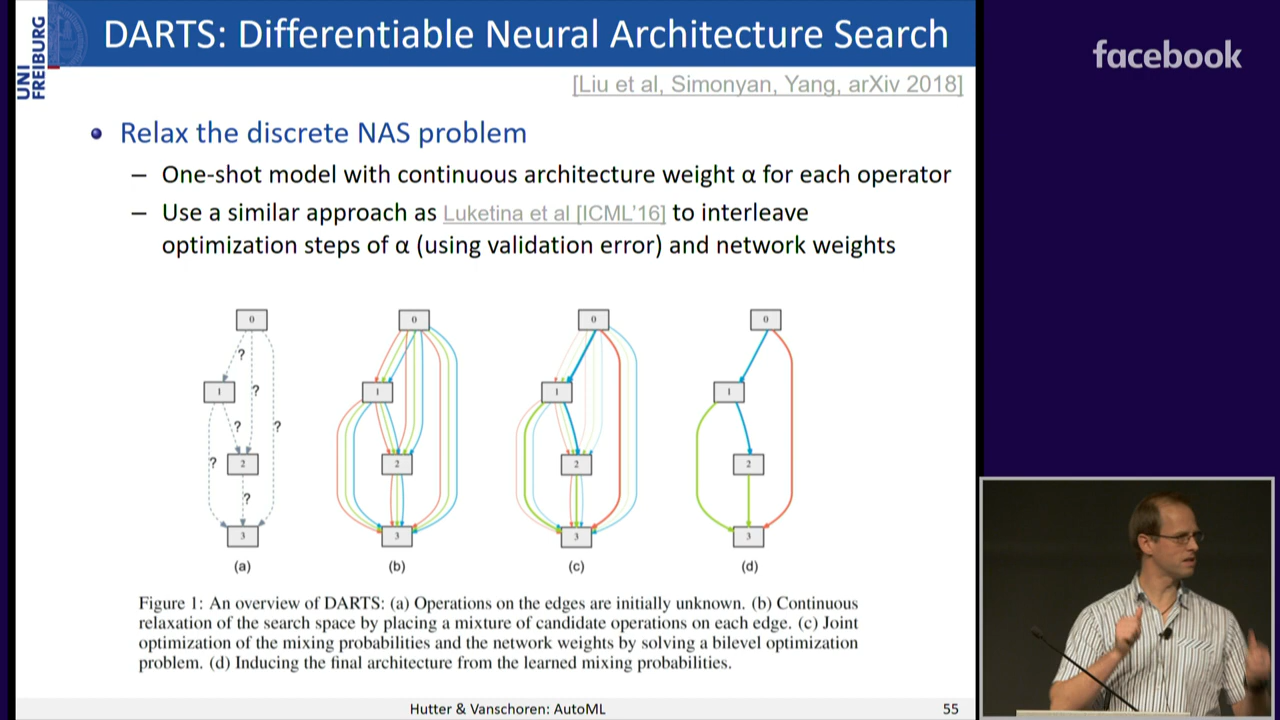 UNI
FREIBURG
DARTS: Differentiable Neural Architecture Search
facebook
[Liu et al, Simonyan, Yang, arXiv 2018]
Relax the discrete NAS problem
– One-shot model with continuous architecture weight α for each operator
– Use a similar approach as Luketina et al [ICML’16] to interleave
optimization steps of α (using validation error) and network weights
0
?
1
?
?
?
?
2
?
3
(a)
0
1
2
3
(b)
0
1
2
3
(c)
0
1
2
3
(d)
Figure 1: An overview of DARTS: (a) Operations on the edges are initially unknown. (b) Continuous
relaxation of the search space by placing a mixture of candidate operations on each edge. (c) Joint
optimization of the mixing probabilities and the network weights by solving a bilevel optimization
problem. (d) Inducing the final architecture from the learned mixing probabilities.
Hutter & Vanschoren: AutoML
55